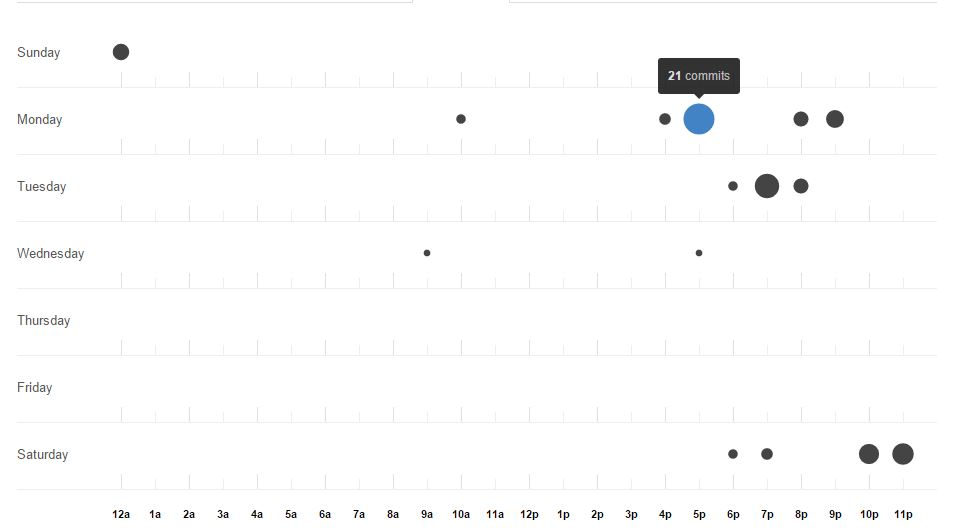 Sunday
21 commits
Monday
Tuesday
Wednesday
Thursday
Friday
Saturday
12a 1a 2a 3a 4a 5a 6a 7a 8a 9a 10a 11a 12p 1p 2p 3p 4p 5p 6p 7p 8p 9p 10p 11p